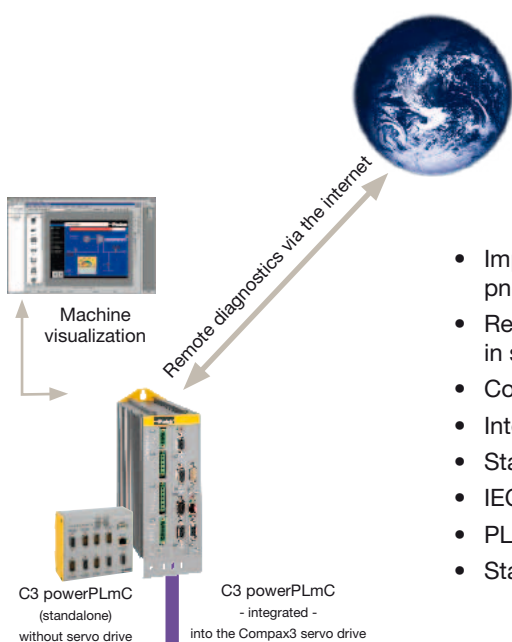 Remote diagnostics via the internet
Machine
visualization
• Im
pn
• Re
in s
• Co
• Int
• Sta
• IEC
• PL
• Sta
C3 powerPLmC
(standalone)
without servo drive
C3 powerPLmC
- integrated -
into the Compax3 servo drive